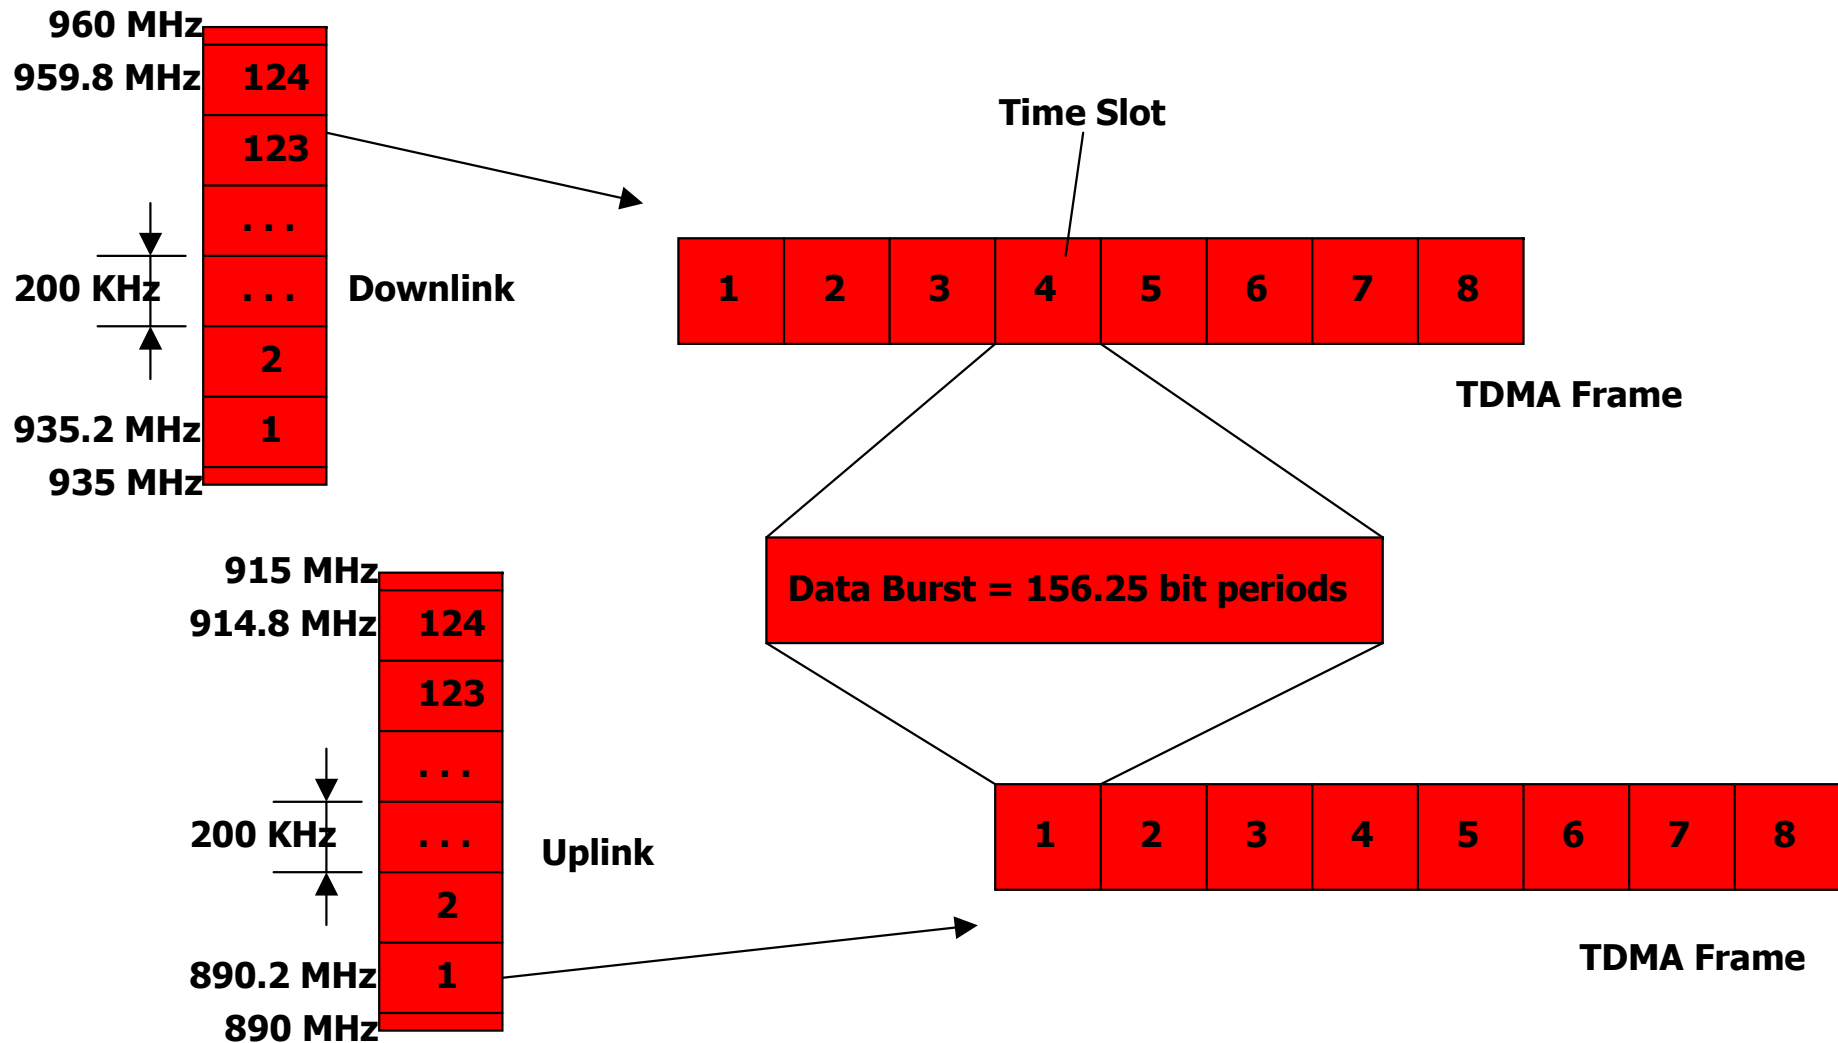 960 MHz
959.8 MHz
124
123
. . .
200 KHz
. . .
Downlink
2
935.2 MHz
1
935 MHz
Time Slot
1 2 3 4 5 6 7 8
TDMA Frame
Data Burst = 156.25 bit periods
915 MHz
914.8 MHz
124
123
. . .
200 KHz
. . .
Uplink
2
890.2 MHz
1
890 MHz
1 2 3 4 5 6 7 8
TDMA Frame